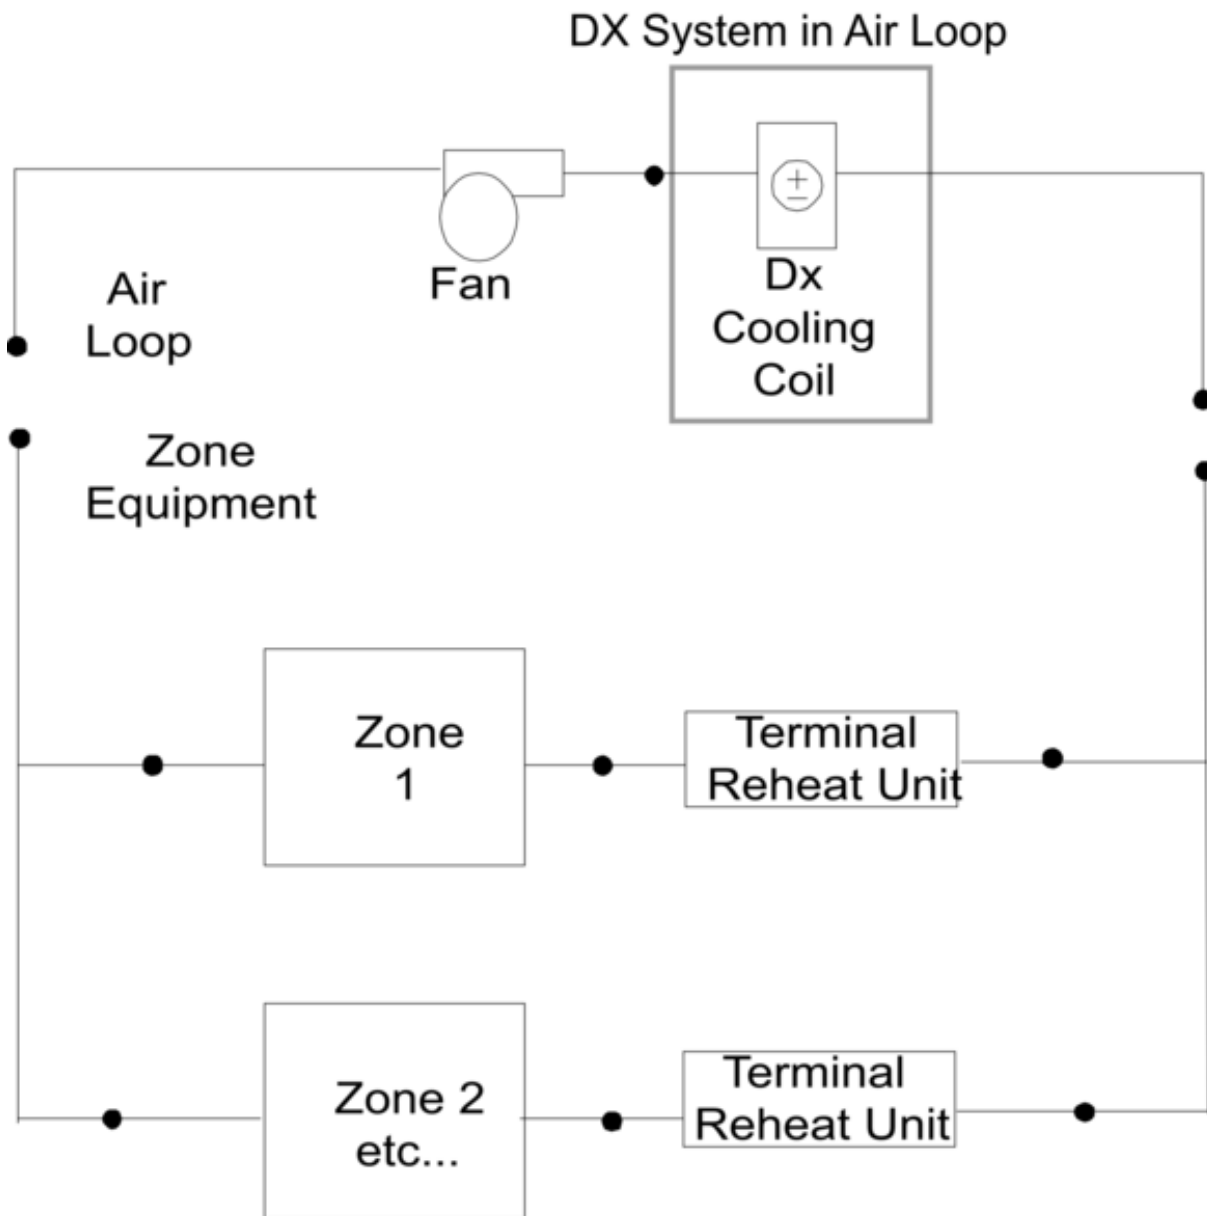 DX System in Air Loop
Fan
Dx
Cooling
Coil
Air
Loop
Zone
Equipment
Zone
1
Terminal
Reheat Unit
Zone 2
etc...
Terminal
Reheat Unit